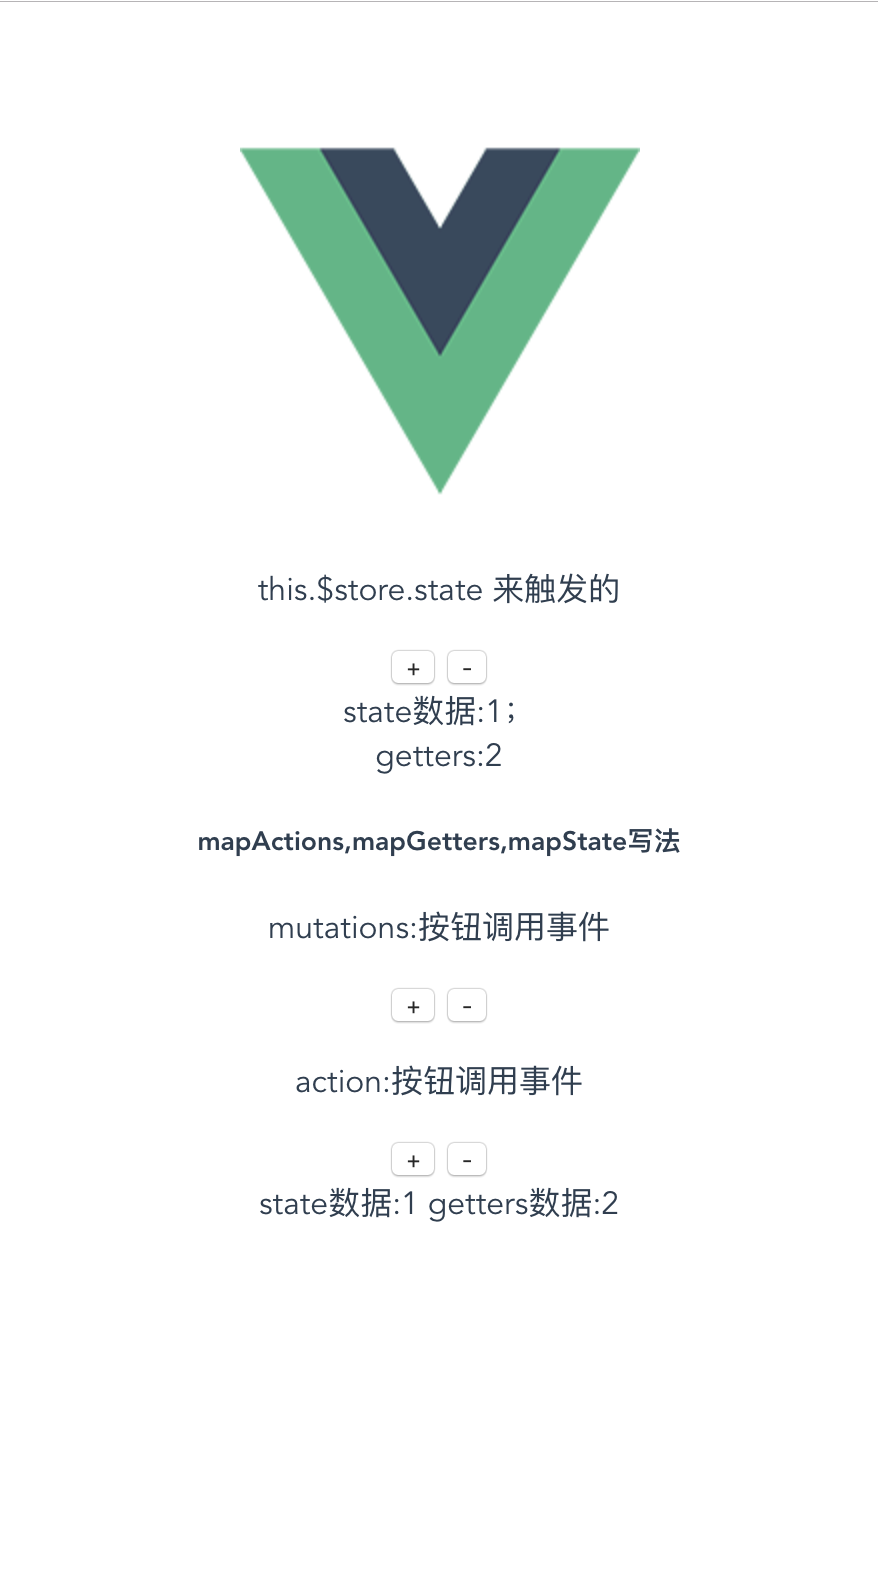 this.$store.state 来触发的
+ -
state数据:1；
getters:2
mapActions,mapGetters,mapState写法
mutations:按钮调用事件
+ -
action:按钮调用事件
+ -
state数据:1 getters数据:2